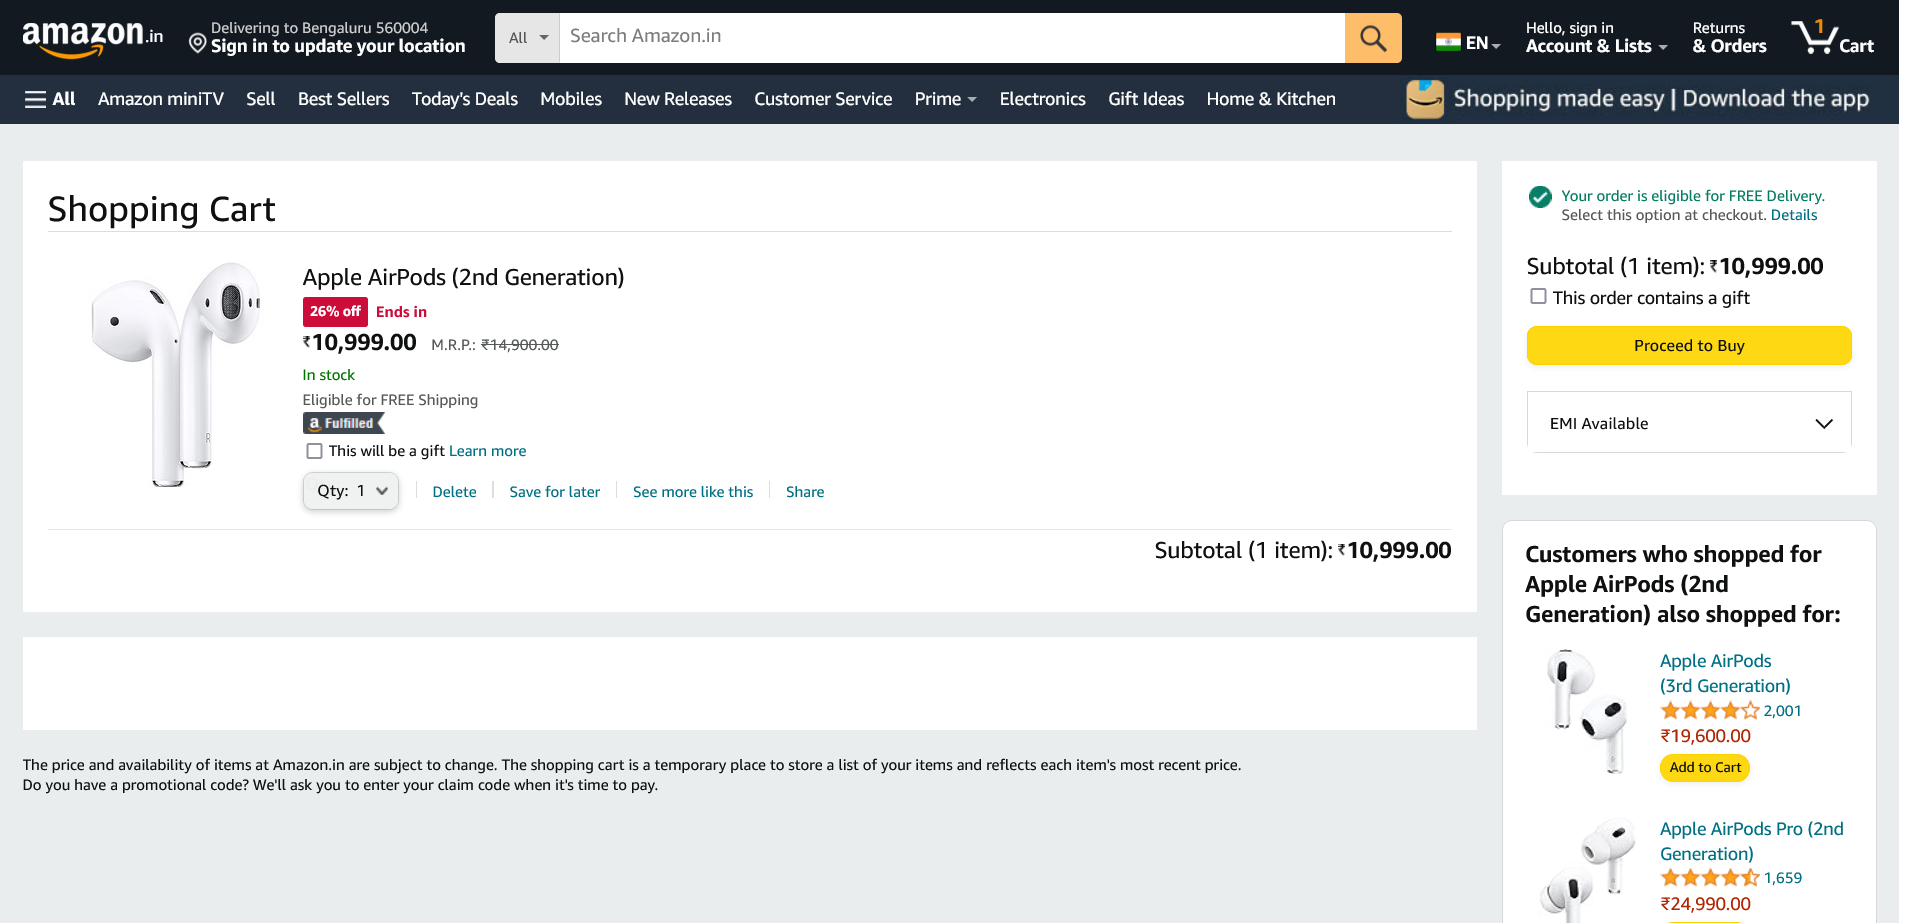 amazon.in
Delivering to Bengaluru 560004
Sign in to update your location
All
Search Amazon.in
EN
Hello, sign in
Account & Lists
Returns
& Orders
1
Cart
All
Amazon miniTV
Sell
Best Sellers
Today's Deals
Mobiles
New Releases
Customer Service
Prime
Electronics
Gift Ideas
Home & Kitchen
Shopping made easy | Download the app
Shopping Cart
Apple AirPods (2nd Generation)
26% off Ends in
₹10,999.00 M.R.P.: ₹14,900.00
In stock
Eligible for FREE Shipping
a Fulfilled
This will be a gift Learn more
Qty: 1
Delete
Save for later
See more like this
Share
Subtotal (1 item): ₹10,999.00
The price and availability of items at Amazon.in are subject to change. The shopping cart is a temporary place to store a list of your items and reflects each item's most recent price.
Do you have a promotional code? We'll ask you to enter your claim code when it's time to pay.
Your order is eligible for FREE Delivery.
Select this option at checkout. Details
Subtotal (1 item): ₹10,999.00
This order contains a gift
Proceed to Buy
EMI Available
Customers who shopped for
Apple AirPods (2nd
Generation) also shopped for:
Apple AirPods
(3rd Generation)
2,001
₹19,600.00
Add to Cart
Apple AirPods Pro (2nd
Generation)
1,659
₹24,990.00